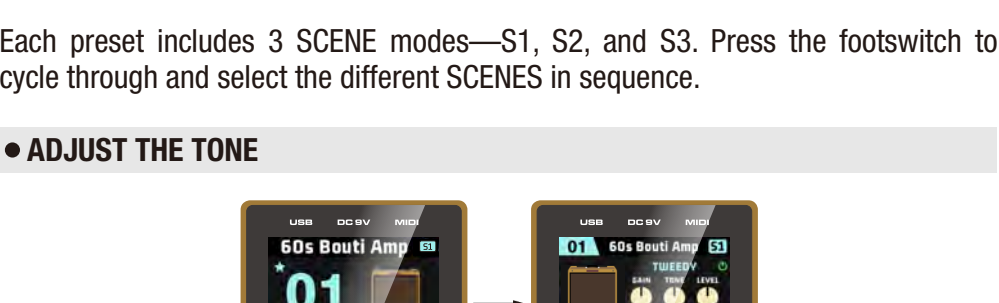 Each preset includes 3 SCENE modes—S1, S2, and S3. Press the footswitch to
cycle through and select the different SCENES in sequence.
● ADJUST THE TONE
USB DC 9V MIDI
60s Bouti Amp S1
01
USB DC 9V MIDI
01 60s Bouti Amp S1
TWEEDY
GAIN TONE LEVEL